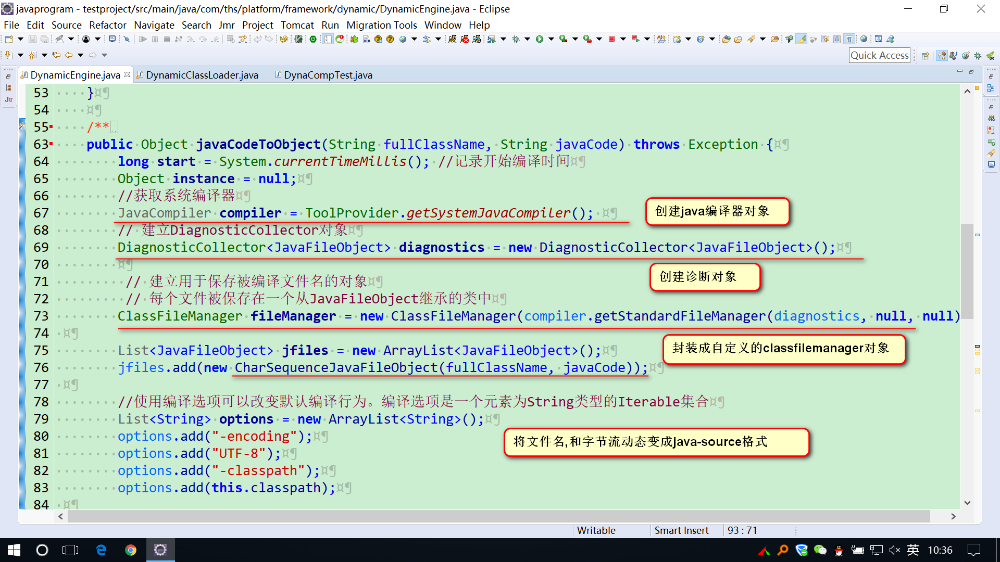 javaprogram - testproject/src/main/java/com/ths/platform/framework/dynamic/DynamicEngine.java - Eclipse
File Edit Source Refactor Navigate Search Jmr Project Tomcat Run Migration Tools Window Help
Quick Access
DynamicEngine.java DynamicClassLoader.java DynaCompTest.java
53 }
54
55 /**
63 public Object javaCodeToObject(String fullClassName, String javaCode) throws Exception {
64 long start = System.currentTimeMillis(); //记录开始编译时间
65 Object instance = null;
66 //获取系统编译器
67 JavaCompiler compiler = ToolProvider.getSystemJavaCompiler();
创建java编译器对象
68 // 建立DiagnosticCollector对象
69 DiagnosticCollector<JavaFileObject> diagnostics = new DiagnosticCollector<JavaFileObject>();
70
创建诊断对象
71 // 建立用于保存被编译文件名的对象
72 // 每个文件被保存在一个从JavaFileObject继承的类中
73 ClassFileManager fileManager = new ClassFileManager(compiler.getStandardFileManager(diagnostics, null, null)
74
封装成自定义的classfilemanager对象
75 List<JavaFileObject> jfiles = new ArrayList<JavaFileObject>();
76 jfiles.add(new CharSequenceJavaFileObject(fullClassName, javaCode));
77
78 //使用编译选项可以改变默认编译行为。编译选项是一个元素为String类型的Iterable集合
79 List<String> options = new ArrayList<String>();
80 options.add("-encoding");
将文件名,和字节流动态变成java-source格式
81 options.add("UTF-8");
82 options.add("-classpath");
83 options.add(this.classpath);
84
Writable Smart Insert 93 : 71
英 10:36